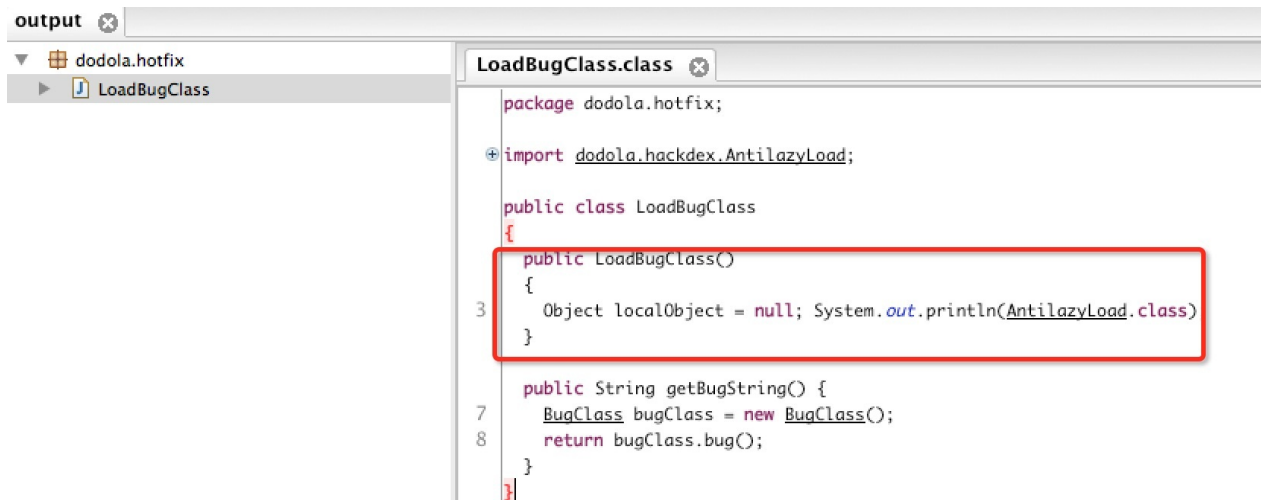 output
dodola.hotfix
LoadBugClass
LoadBugClass.class
package dodola.hotfix;
import dodola.hackdex.AntilazyLoad;
public class LoadBugClass
{
public LoadBugClass()
{
3 Object localObject = null; System.out.println(AntilazyLoad.class)
}
public String getBugString() {
7 BugClass bugClass = new BugClass();
8 return bugClass.bug();
}
}